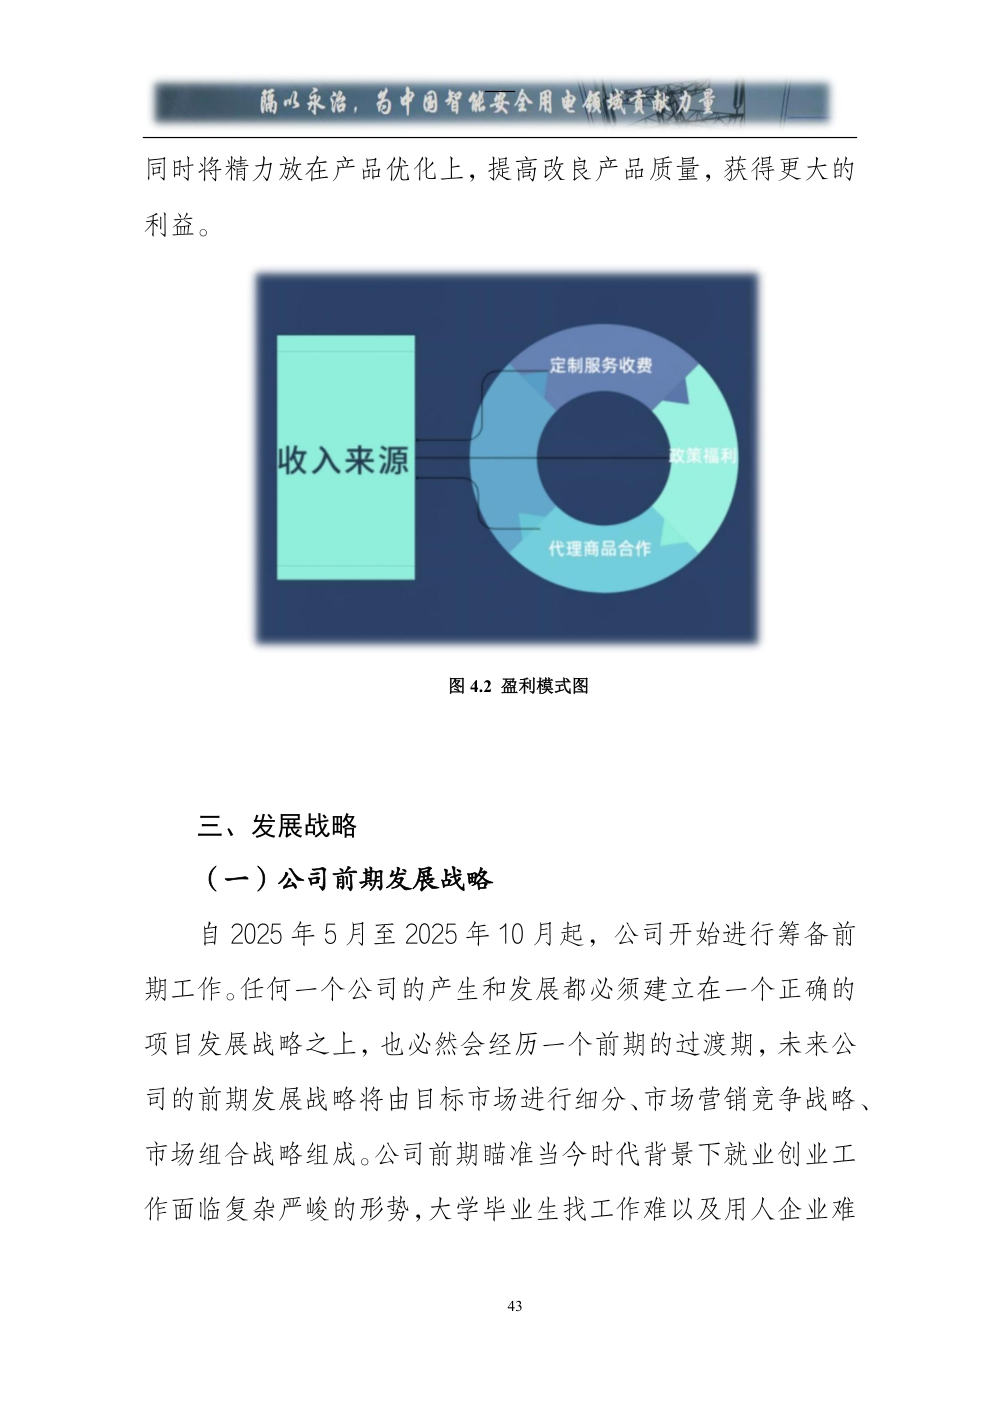 隔以永治，为中国智能安全用电领域贡献力量
同时将精力放在产品优化上，提高改良产品质量，获得更大的
利益。
收入来源
定制服务收费
政策福利
代理商品合作
图 4.2 盈利模式图
三、发展战略
（一）公司前期发展战略
自 2025 年 5 月至 2025 年 10 月起，公司开始进行筹备前
期工作。任何一个公司的产生和发展都必须建立在一个正确的
项目发展战略之上，也必然会经历一个前期的过渡期，未来公
司的前期发展战略将由目标市场进行细分、市场营销竞争战略、
市场组合战略组成。公司前期瞄准当今时代背景下就业创业工
作面临复杂严峻的形势，大学毕业生找工作难以及用人企业难
43